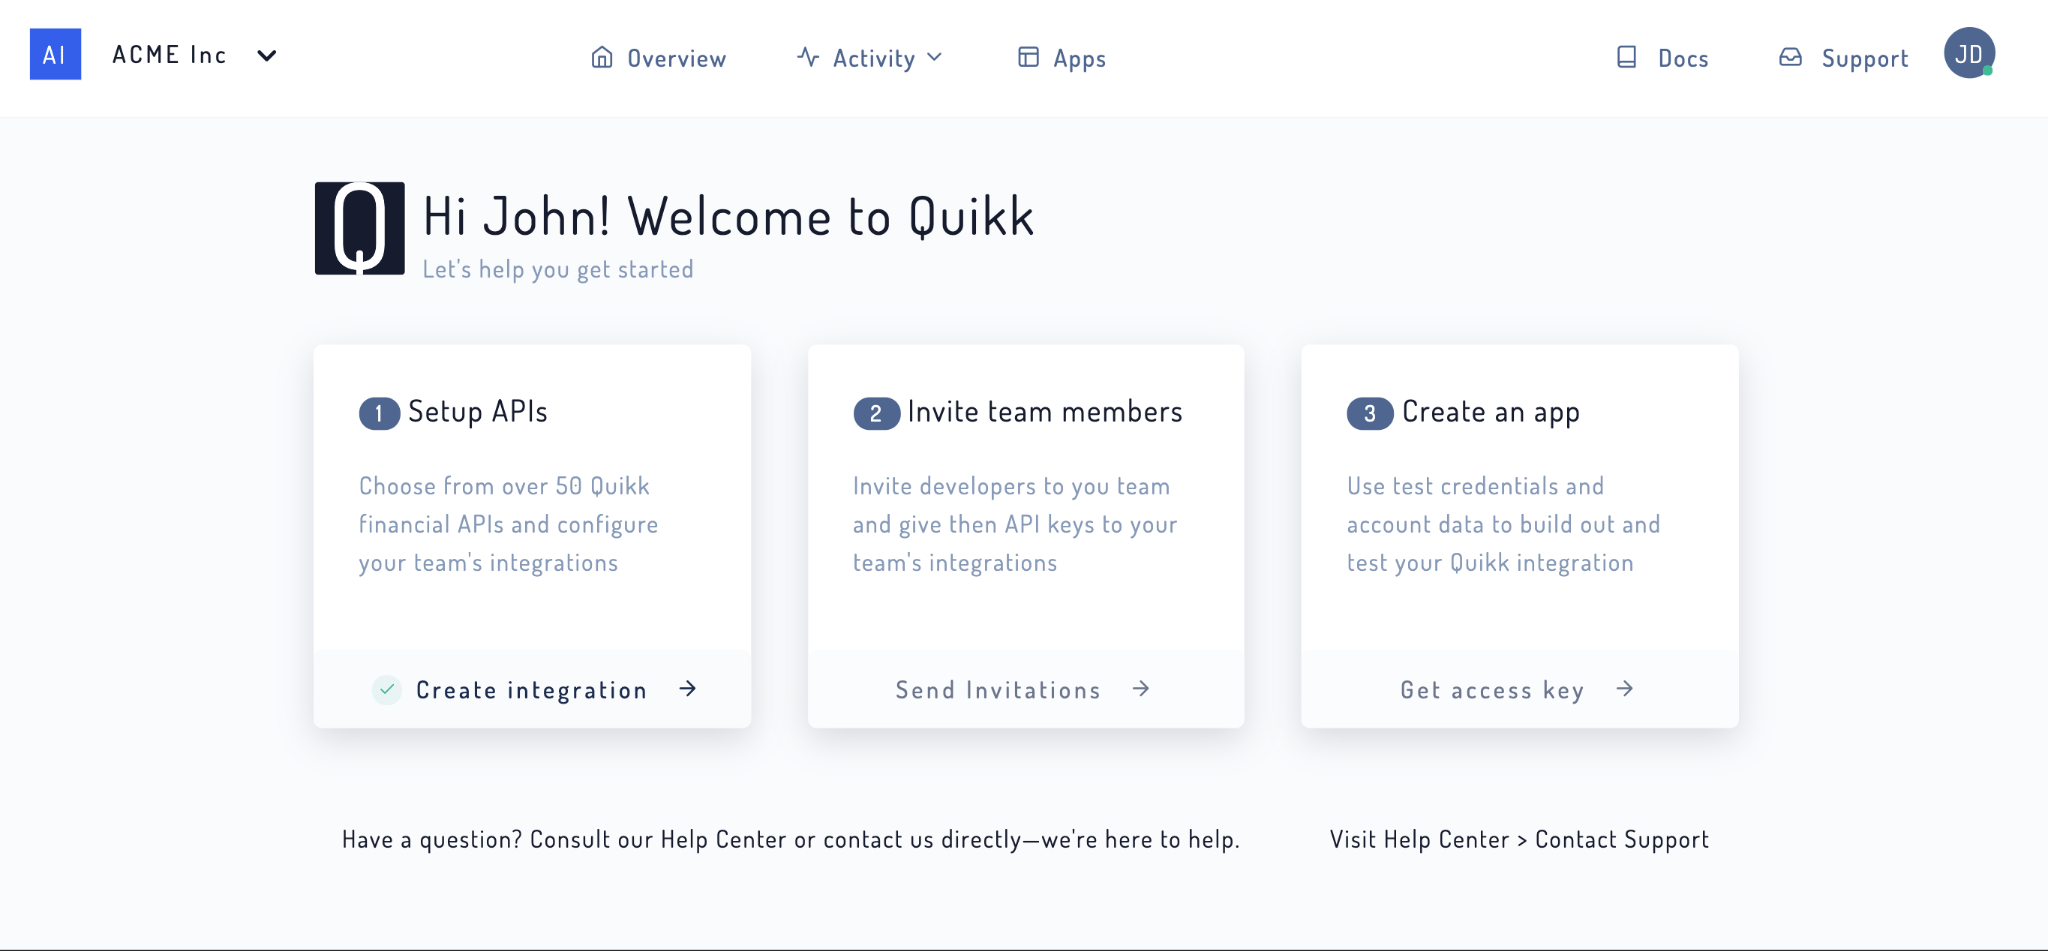 AI ACME Inc Overview Activity Apps Docs Support JD
Q
Hi John! Welcome to Quikk
Let's help you get started
1 Setup APIs
Choose from over 50 Quikk
financial APIs and configure
your team's integrations
Create integration
2 Invite team members
Invite developers to you team
and give then API keys to your
team's integrations
Send Invitations
3 Create an app
Use test credentials and
account data to build out and
test your Quikk integration
Get access key
Have a question? Consult our Help Center or contact us directly—we're here to help.
Visit Help Center > Contact Support